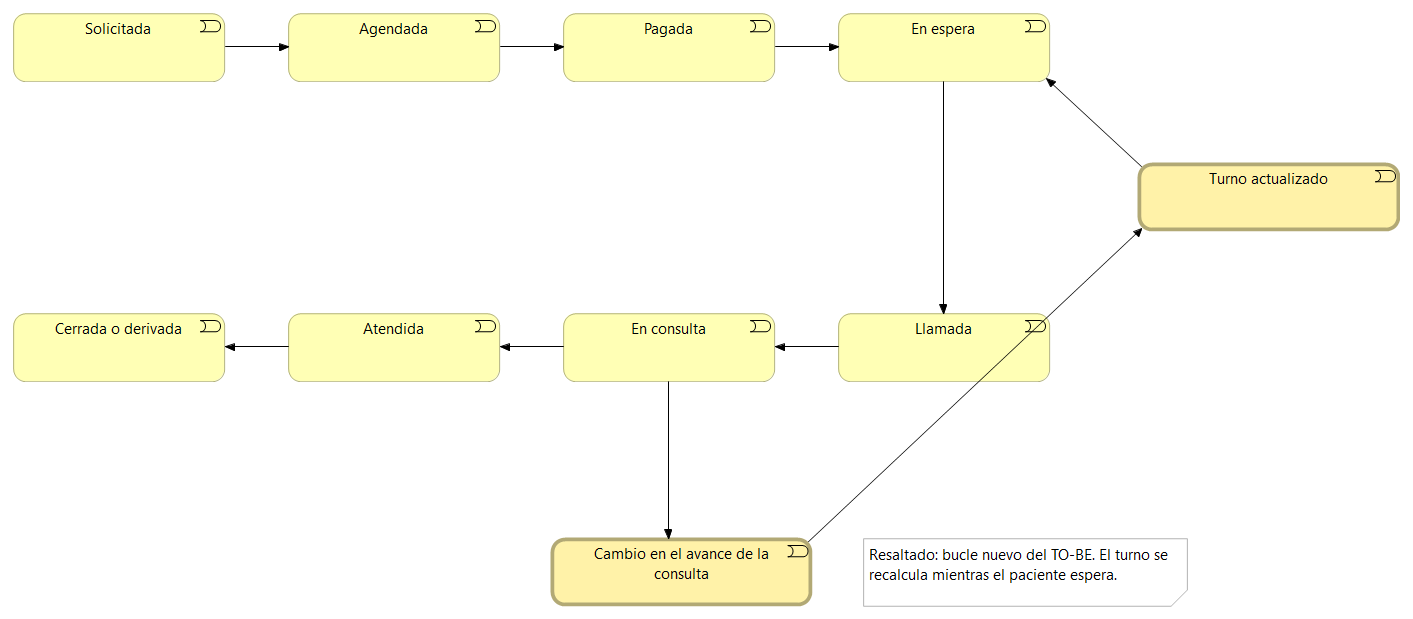 Solicitada
Agendada
Pagada
En espera
Turno actualizado
Cerrada o derivada
Atendida
En consulta
Llamada
Cambio en el avance de la
consulta
Resaltado: bucle nuevo del TO-BE. El turno se
recalcula mientras el paciente espera.